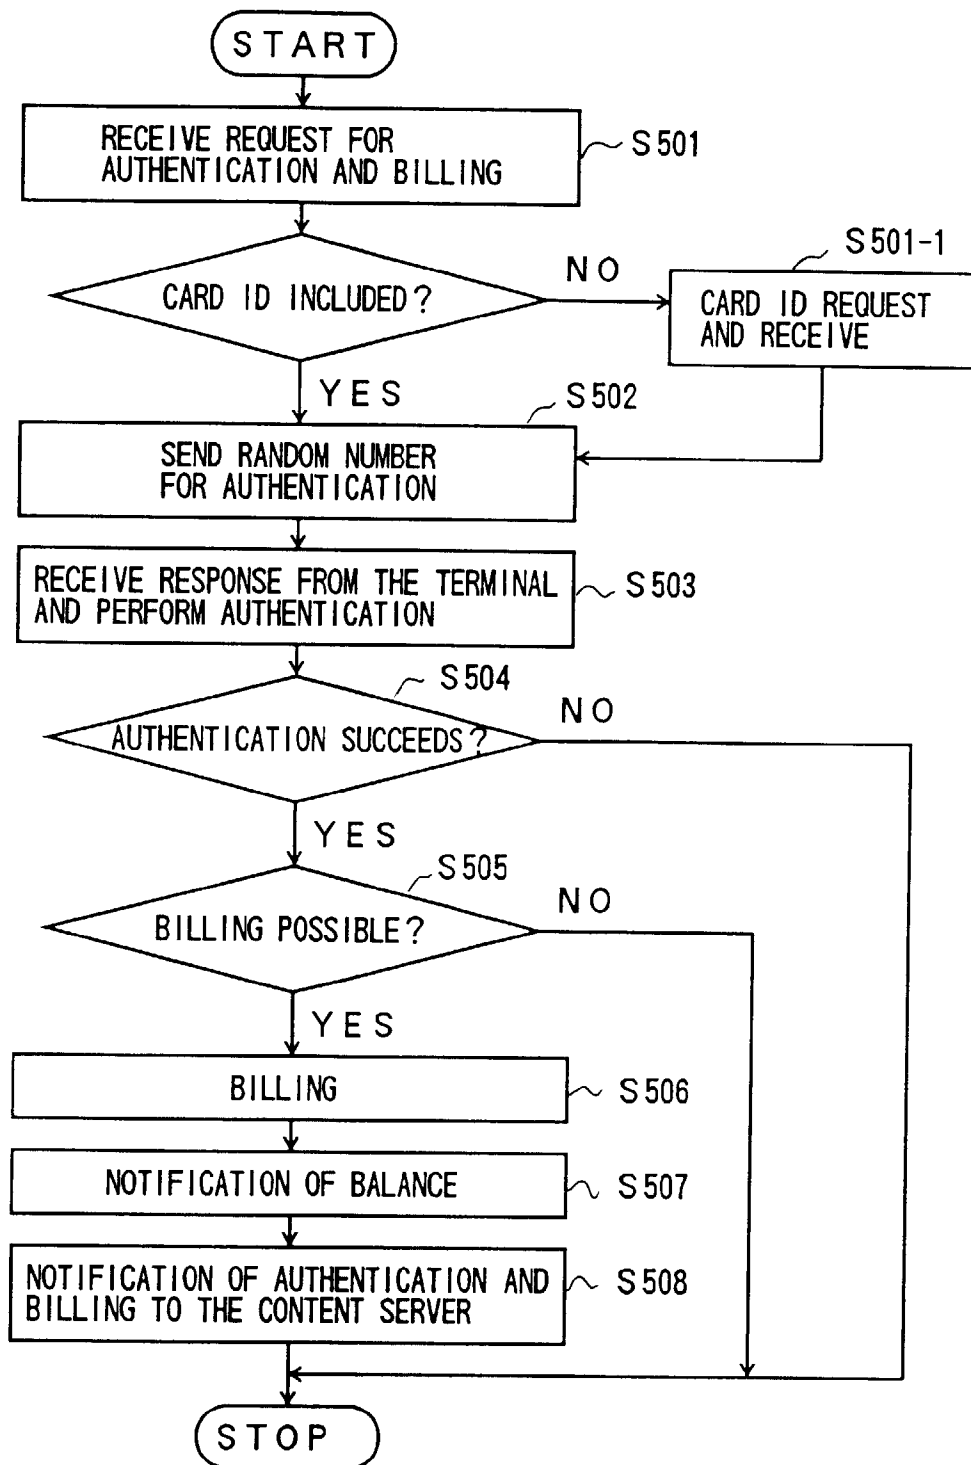 START
RECEIVE REQUEST FOR
AUTHENTICATION AND BILLING
S501
CARD ID INCLUDED?
NO
S501-1
CARD ID REQUEST
AND RECEIVE
YES
S502
SEND RANDOM NUMBER
FOR AUTHENTICATION
RECEIVE RESPONSE FROM THE TERMINAL
AND PERFORM AUTHENTICATION
S503
S504
AUTHENTICATION SUCCEEDS?
NO
YES
S505
BILLING POSSIBLE?
NO
YES
BILLING
S506
NOTIFICATION OF BALANCE
S507
NOTIFICATION OF AUTHENTICATION AND
BILLING TO THE CONTENT SERVER
S508
STOP